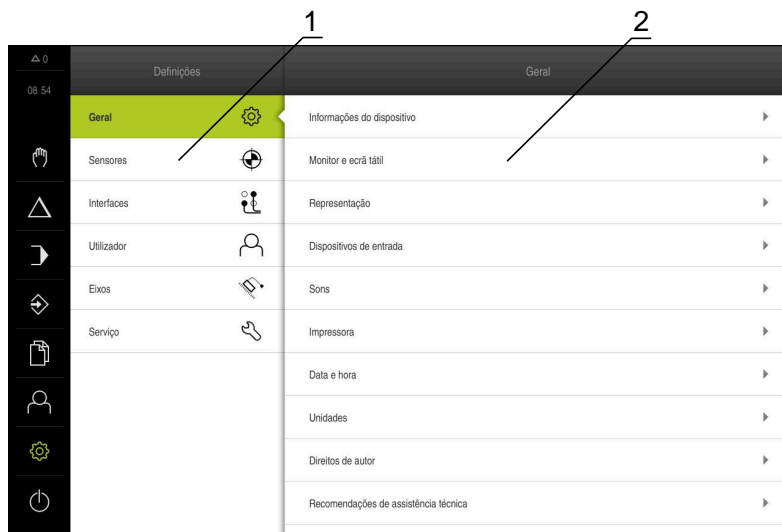 1
2
0
08 54
Definições
Geral
Geral
Sensores
Interfaces
Utilizador
Eixos
Serviço
Informações do dispositivo
Monitor e ecrã tátil
Representação
Dispositivos de entrada
Sons
Impressora
Data e hora
Unidades
Direitos de autor
Recomendações de assistência técnica